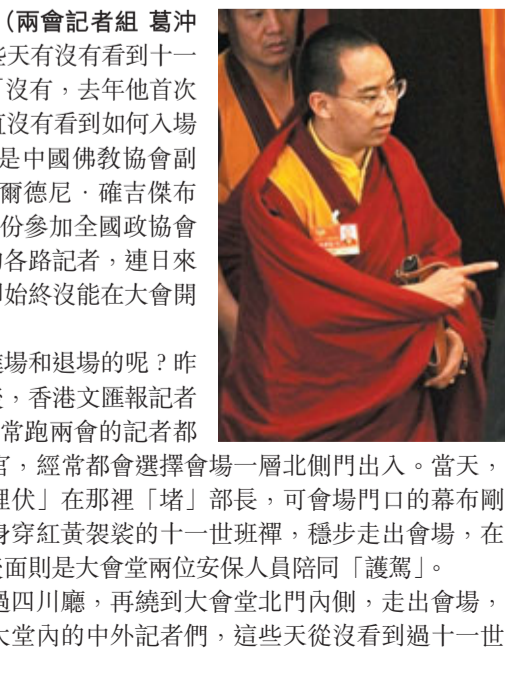 （兩會記者組 葛沖
些天有沒有看到十一
「沒有，去年他首次
直沒有看到如何入場
是中國佛教協會副
爾德尼．確吉傑布
份參加全國政協會
的各路記者，連日來
卻始終沒能在大會開
進場和退場的呢？昨
後，香港文匯報記者
常跑兩會的記者都
官，經常都會選擇會場一層北側門出入。當天，
埋伏」在那裡「堵」部長，可會場門口的幕布剛
身穿紅黃袈裟的十一世班禪，穩步走出會場，在
後面則是大會堂兩位安保人員陪同「護駕」。
過四川廳，再繞到大會堂北門內側，走出會場，
大堂內的中外記者們，這些天從沒看到過十一世